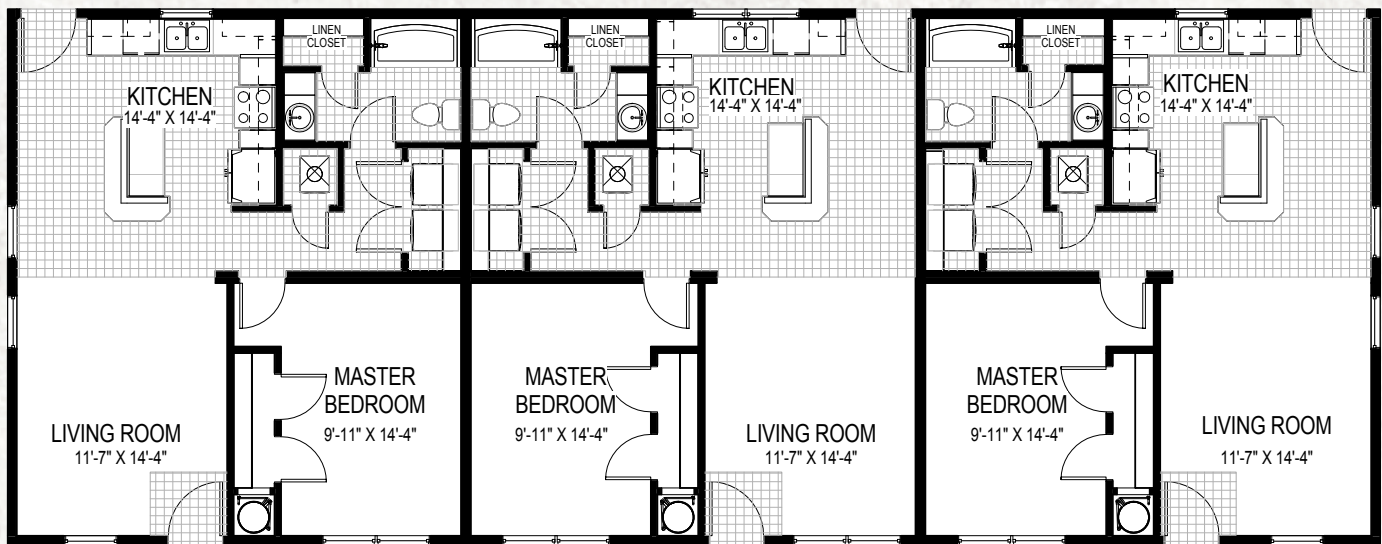 LINEN
CLOSET
LINEN
CLOSET
LINEN
CLOSET
KITCHEN
14'-4" X 14'-4"
KITCHEN
14'-4" X 14'-4"
KITCHEN
14'-4" X 14'-4"
MASTER
BEDROOM
9'-11" X 14'-4"
MASTER
BEDROOM
9'-11" X 14'-4"
MASTER
BEDROOM
9'-11" X 14'-4"
LIVING ROOM
11'-7" X 14'-4"
LIVING ROOM
11'-7" X 14'-4"
LIVING ROOM
11'-7" X 14'-4"